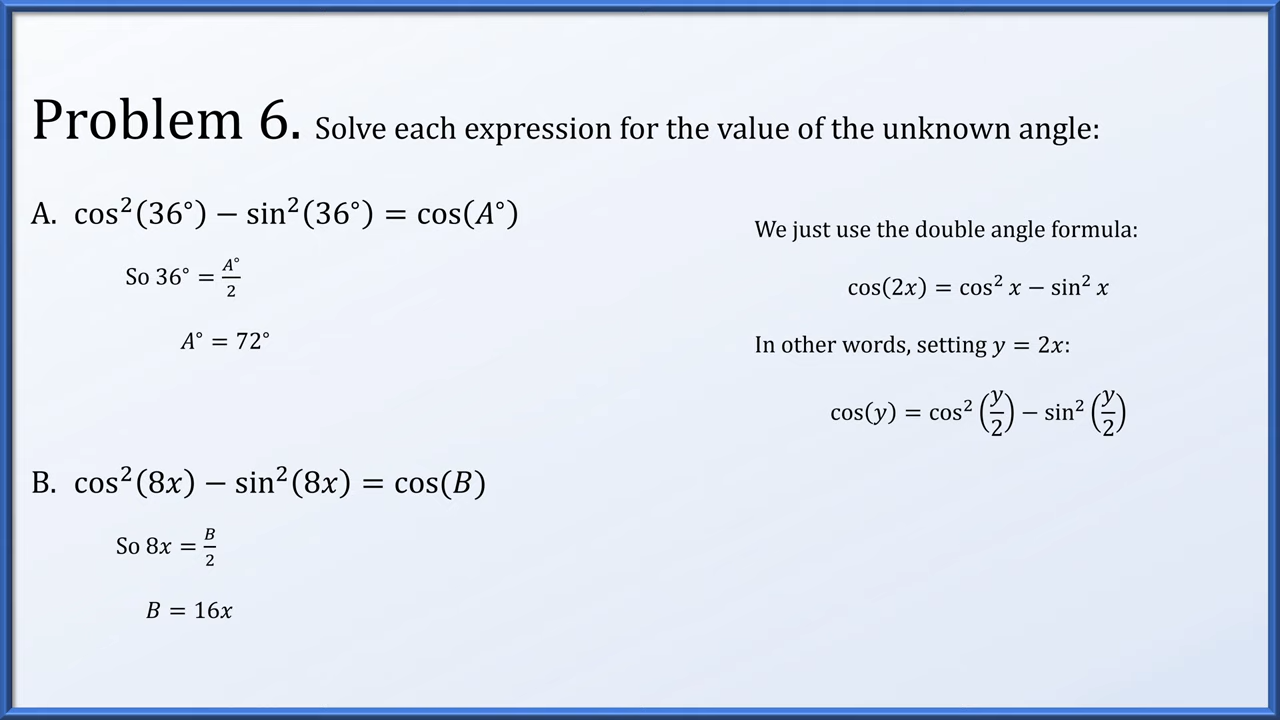 Problem 6. Solve each expression for the value of the unknown angle:
A. cos²(36°) − sin²(36°) = cos(A°)
So 36° = A°/2
A° = 72°
B. cos²(8x) − sin²(8x) = cos(B)
So 8x = B/2
B = 16x
We just use the double angle formula:
cos(2x) = cos² x − sin² x
In other words, setting y = 2x:
cos(y) = cos² (y/2) − sin² (y/2)